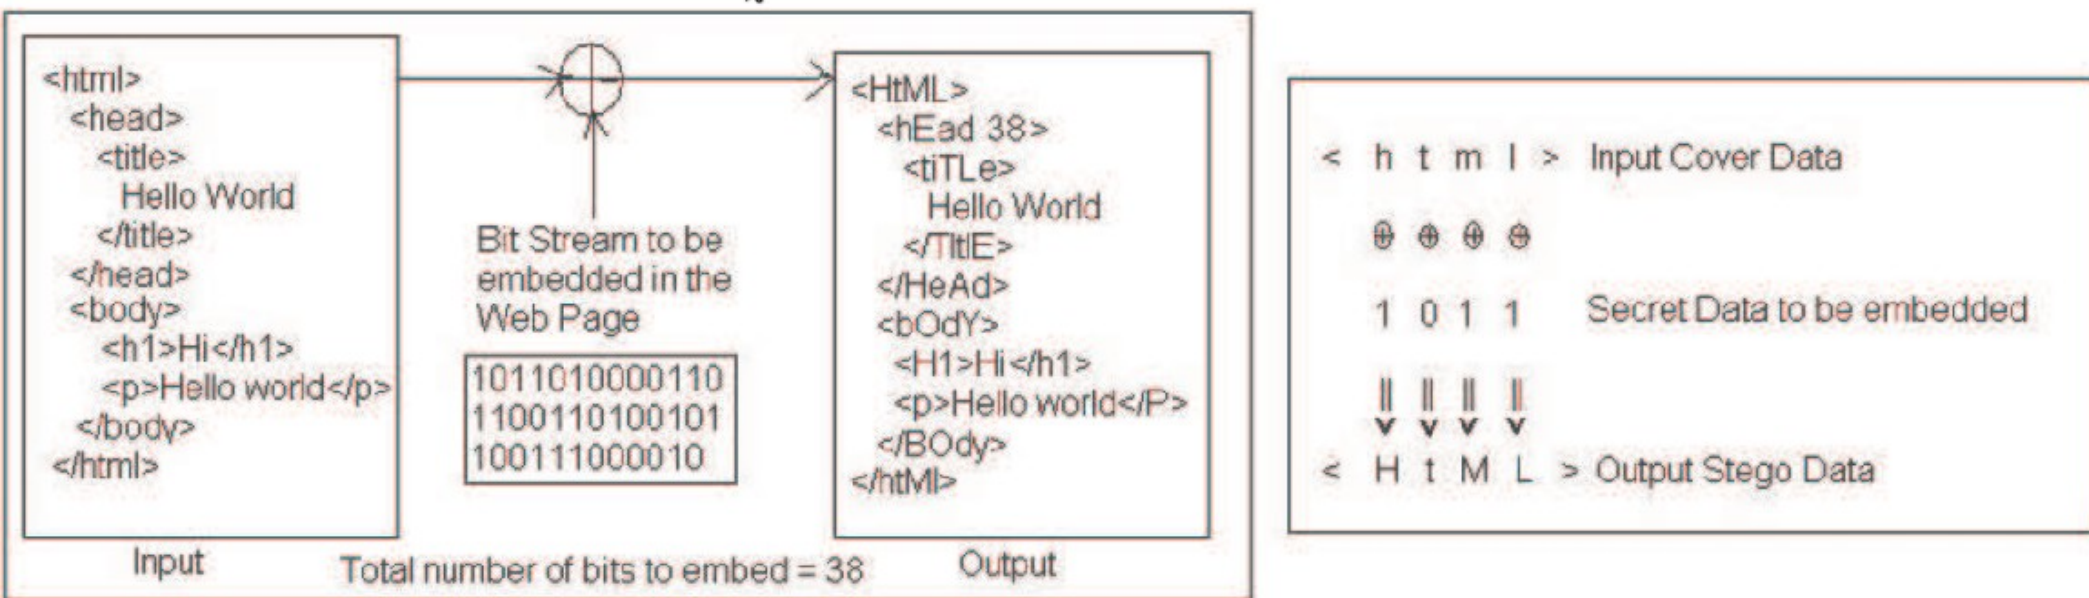 <html>
<head>
<title>
Hello World
</title>
</head>
<body>
<h1>Hi</h1>
<p>Hello world</p>
</body>
</html>
Input
Bit Stream to be
embedded in the
Web Page
1011010000110
1100110100101
100111000010
Total number of bits to embed = 38
<HtML>
<hEad 38>
<tiTLe>
Hello World
</TItlE>
</HeAd>
<bOdY>
<H1>Hi</h1>
<p>Hello world</P>
</BOdy>
</htMl>
Output
< h t m l > Input Cover Data
⊕ ⊕ ⊕ ⊕
1 0 1 1 Secret Data to be embedded
< H t M L > Output Stego Data